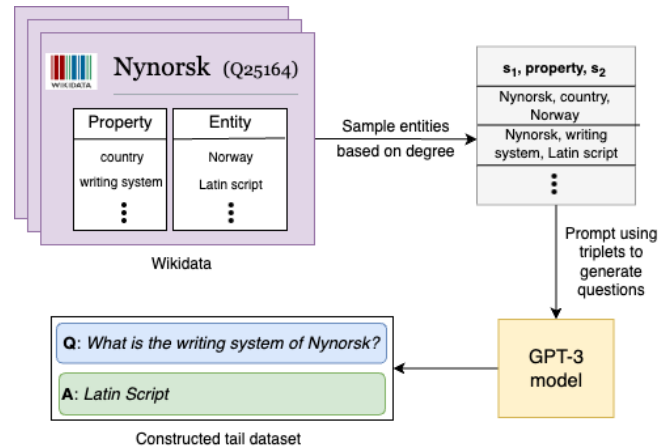 WIKIDATA
Nynorsk (Q25164)
Property
country
writing system
Entity
Norway
Latin script
Wikidata
Sample entities
based on degree
s₁, property, s₂
Nynorsk, country,
Norway
Nynorsk, writing
system, Latin script
Prompt using
triplets to
generate
questions
GPT-3
model
Q: What is the writing system of Nynorsk?
A: Latin Script
Constructed tail dataset